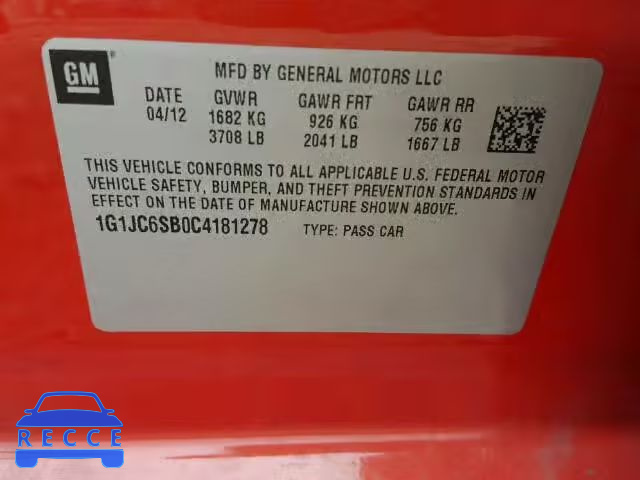 GM
MFD BY GENERAL MOTORS LLC
DATE GVWR GAWR FRT GAWR RR
04/12 1682 KG 926 KG 756 KG
3708 LB 2041 LB 1667 LB
THIS VEHICLE CONFORMS TO ALL APPLICABLE U.S. FEDERAL MOTOR
VEHICLE SAFETY, BUMPER, AND THEFT PREVENTION STANDARDS IN
EFFECT ON THE DATE OF MANUFACTURE SHOWN ABOVE.
1G1JC6SB0C4181278 TYPE: PASS CAR
RECCE